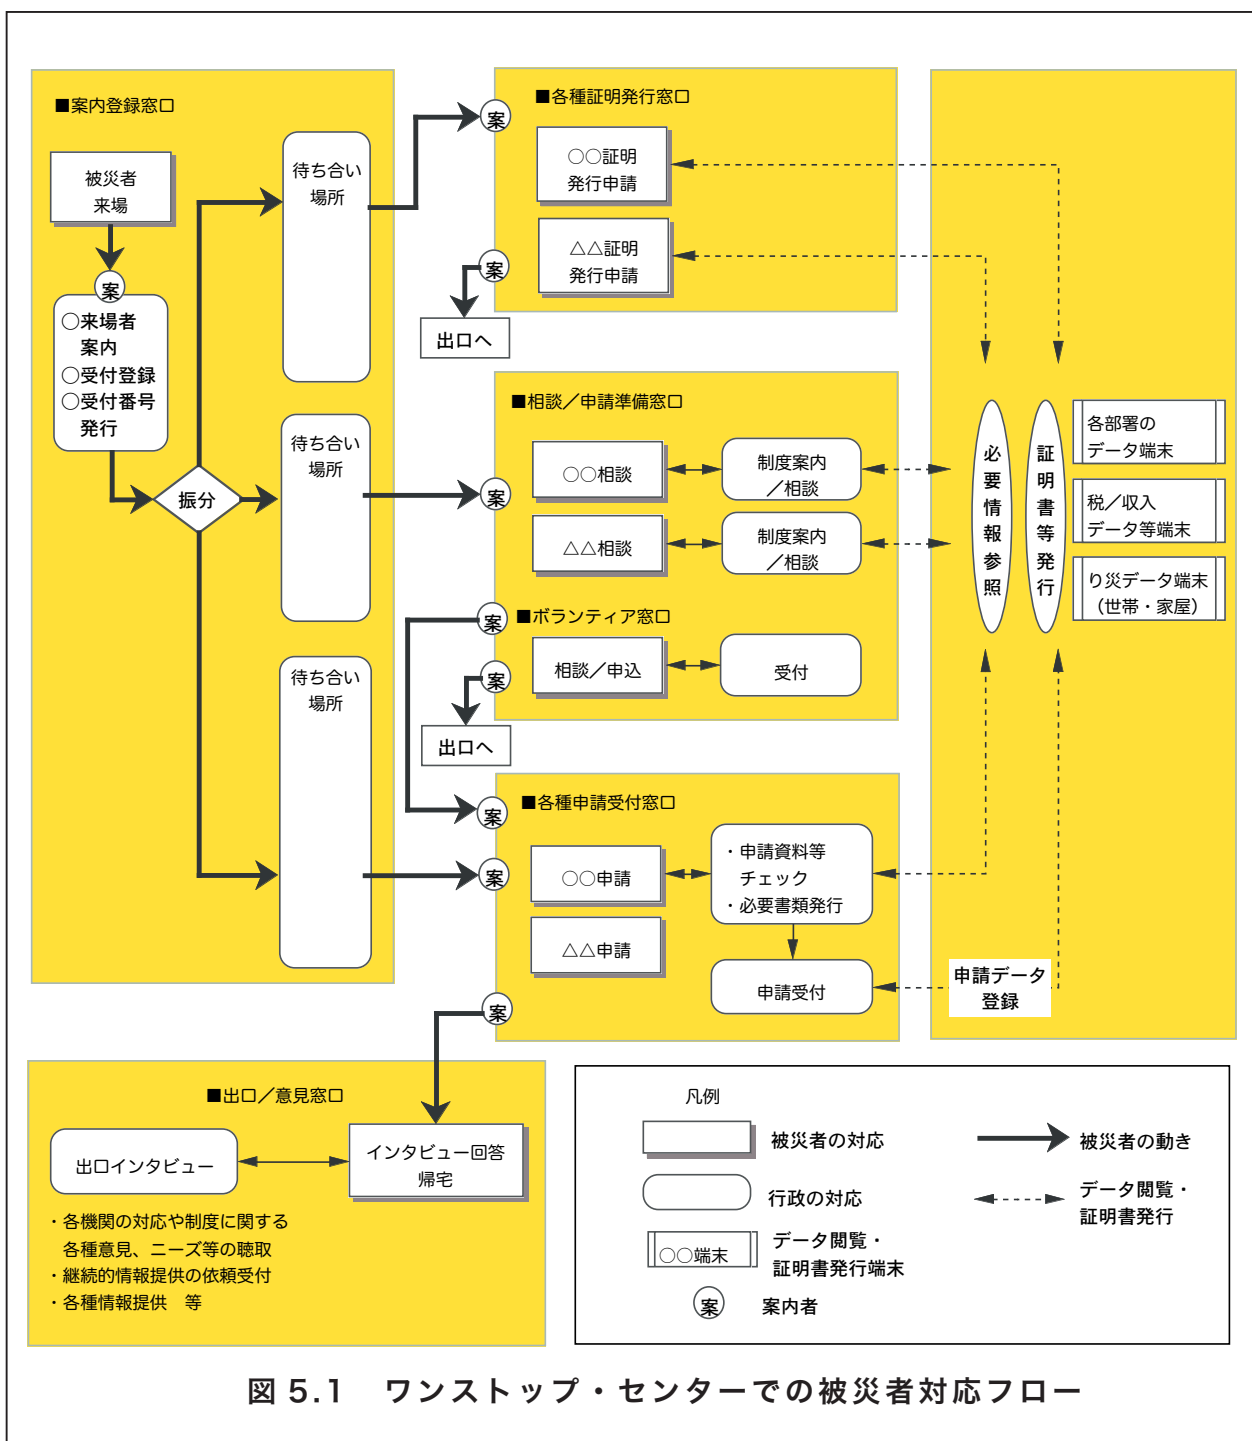 ■案内登録窓口
被災者
来場
案
○来場者
案内
○受付登録
○受付番号
発行
振分
待ち合い
場所
待ち合い
場所
待ち合い
場所
案
■各種証明発行窓口
○○証明
発行申請
△△証明
発行申請
案
出口へ
■相談／申請準備窓口
案
○○相談
制度案内
／相談
△△相談
制度案内
／相談
案
■ボランティア窓口
相談／申込
受付
案
出口へ
■各種申請受付窓口
案
案
○○申請
・申請資料等
チェック
・必要書類発行
△△申請
申請受付
案
必要情報参照
証明書等発行
各部署の
データ端末
税／収入
データ等端末
り災データ端末
（世帯・家屋）
申請データ
登録
■出口／意見窓口
出口インタビュー
インタビュー回答
帰宅
・各機関の対応や制度に関する
各種意見、ニーズ等の聴取
・継続的情報提供の依頼受付
・各種情報提供　等
凡例
被災者の対応
被災者の動き
行政の対応
データ閲覧・
証明書発行
○○端末
データ閲覧・
証明書発行端末
案
案内者
図 5.1　ワンストップ・センターでの被災者対応フロー